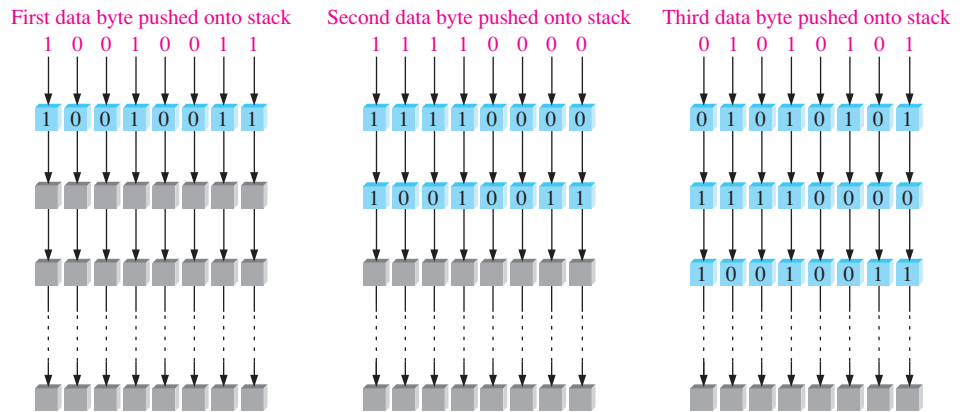 First data byte pushed onto stack
1 0 0 1 0 0 1 1
1 0 0 1 0 0 1 1
Second data byte pushed onto stack
1 1 1 1 0 0 0 0
1 1 1 1 0 0 0 0
1 0 0 1 0 0 1 1
Third data byte pushed onto stack
0 1 0 1 0 1 0 1
0 1 0 1 0 1 0 1
1 1 1 1 0 0 0 0
1 0 0 1 0 0 1 1